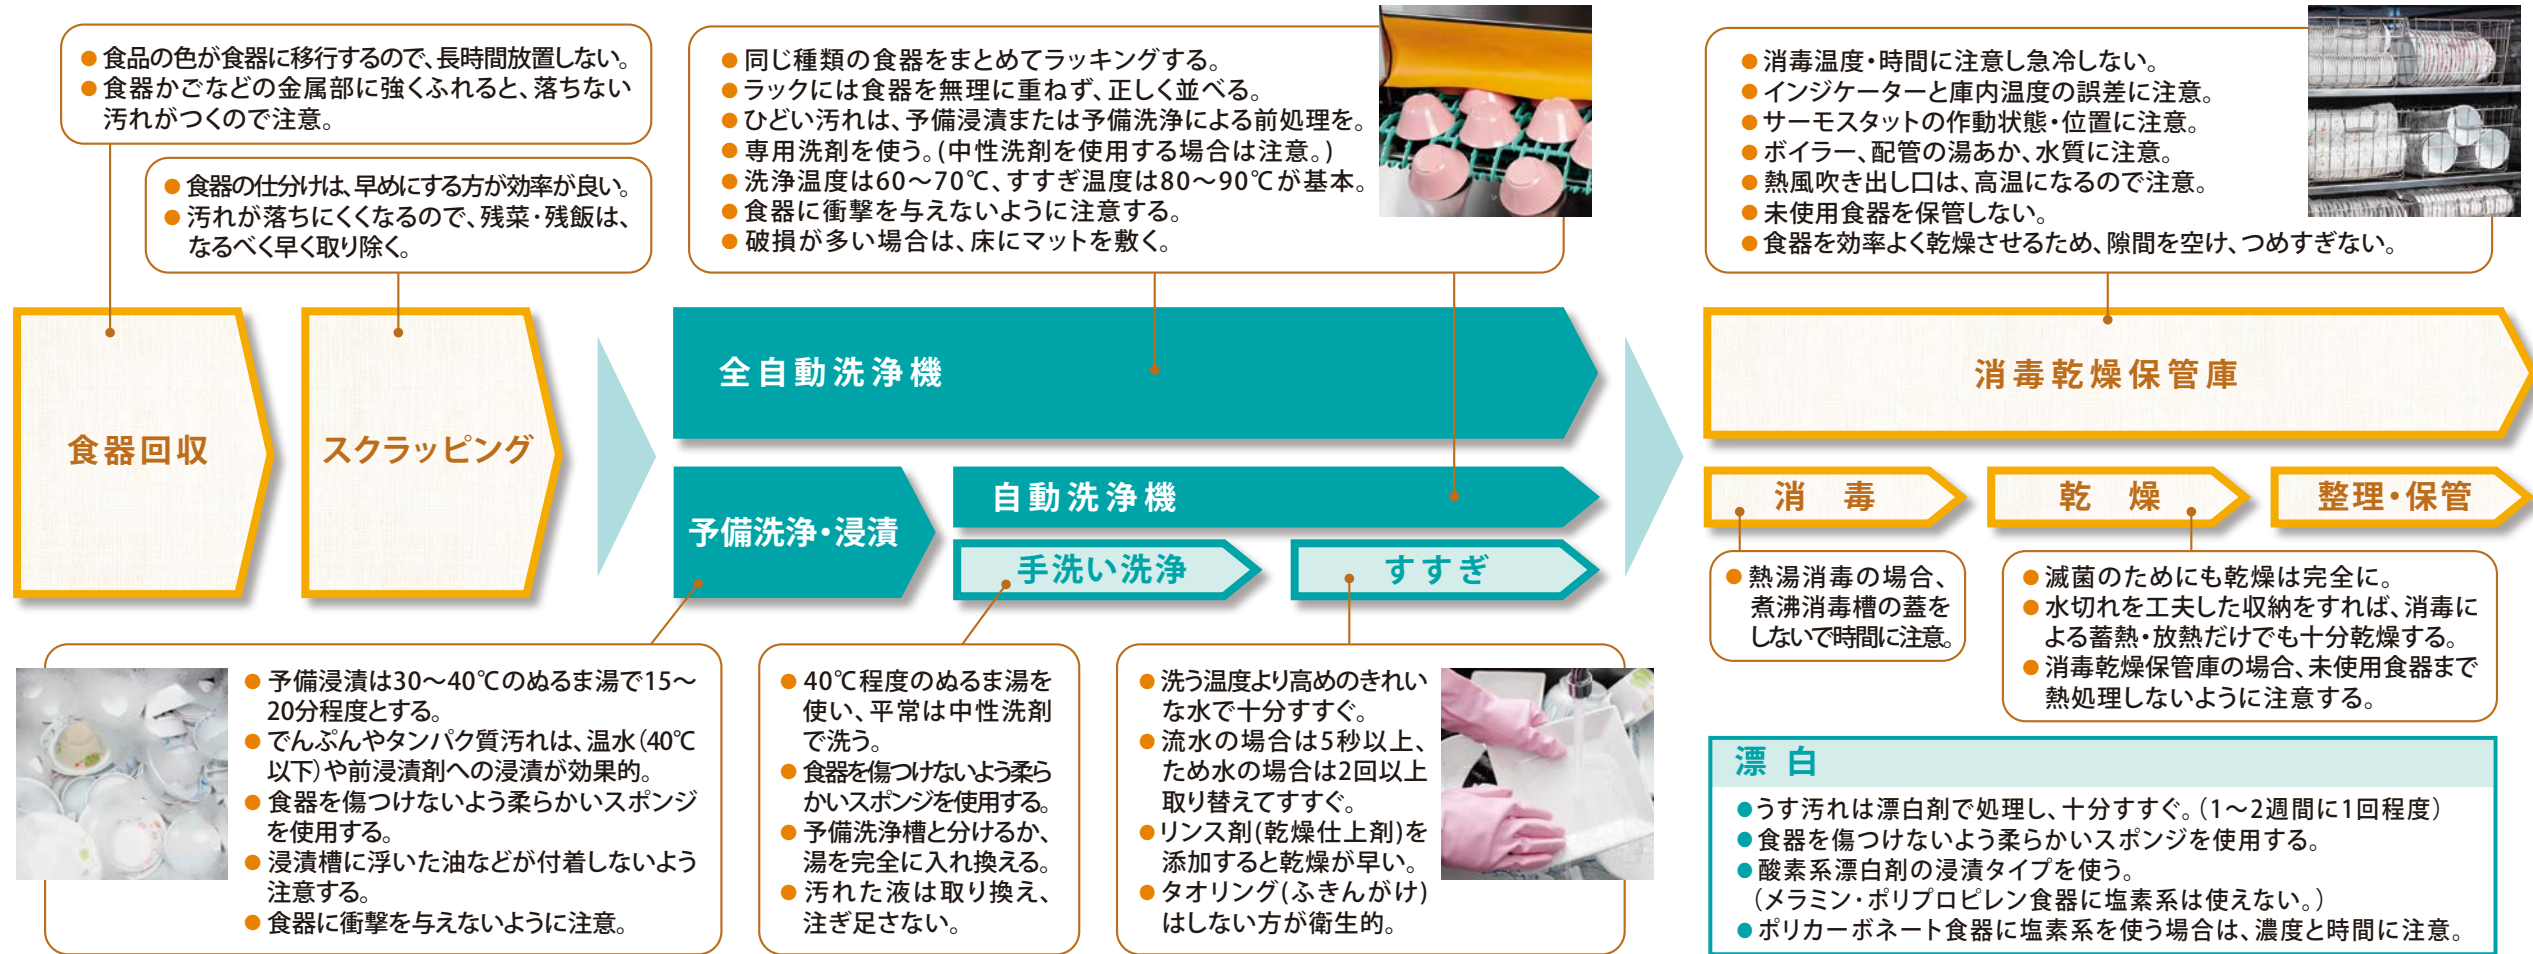 ● 食品の色が食器に移行するので、長時間放置しない。
● 食器かごなどの金属部に強くふれると、落ちない
汚れがつくので注意。
● 食器の仕分けは、早めにする方が効率が良い。
● 汚れが落ちにくくなるので、残菜・残飯は、
なるべく早く取り除く。
● 同じ種類の食器をまとめてラッキングする。
● ラックには食器を無理に重ねず、正しく並べる。
● ひどい汚れは、予備浸漬または予備洗浄による前処理を。
● 専用洗剤を使う。(中性洗剤を使用する場合は注意。)
● 洗浄温度は60〜70℃、すすぎ温度は80〜90℃が基本。
● 食器に衝撃を与えないように注意する。
● 破損が多い場合は、床にマットを敷く。
● 消毒温度・時間に注意し急冷しない。
● インジケーターと庫内温度の誤差に注意。
● サーモスタットの作動状態・位置に注意。
● ボイラー、配管の湯あか、水質に注意。
● 熱風吹き出し口は、高温になるので注意。
● 未使用食器を保管しない。
● 食器を効率よく乾燥させるため、隙間を空け、つめすぎない。
食器回収
スクラッピング
全自動洗浄機
予備洗浄・浸漬
自動洗浄機
手洗い洗浄
すすぎ
消毒乾燥保管庫
消　毒
乾　燥
整理・保管
● 予備浸漬は30〜40℃のぬるま湯で15〜
20分程度とする。
● でんぷんやタンパク質汚れは、温水(40℃
以下)や前浸漬剤への浸漬が効果的。
● 食器を傷つけないよう柔らかいスポンジ
を使用する。
● 浸漬槽に浮いた油などが付着しないよう
注意する。
● 食器に衝撃を与えないように注意。
● 40℃程度のぬるま湯を
使い、平常は中性洗剤
で洗う。
● 食器を傷つけないよう柔ら
かいスポンジを使用する。
● 予備洗浄槽と分けるか、
湯を完全に入れ換える。
● 汚れた液は取り換え、
注ぎ足さない。
● 洗う温度より高めのきれい
な水で十分すすぐ。
● 流水の場合は5秒以上、
ため水の場合は2回以上
取り替えてすすぐ。
● リンス剤(乾燥仕上剤)を
添加すると乾燥が早い。
● タオリング(ふきんがけ)
はしない方が衛生的。
● 熱湯消毒の場合、
煮沸消毒槽の蓋を
しないで時間に注意。
● 滅菌のためにも乾燥は完全に。
● 水切れを工夫した収納をすれば、消毒に
よる蓄熱・放熱だけでも十分乾燥する。
● 消毒乾燥保管庫の場合、未使用食器まで
熱処理しないように注意する。
漂 白
● うす汚れは漂白剤で処理し、十分すすぐ。(1〜2週間に1回程度)
● 食器を傷つけないよう柔らかいスポンジを使用する。
● 酸素系漂白剤の浸漬タイプを使う。
(メラミン・ポリプロピレン食器に塩素系は使えない。)
● ポリカーボネート食器に塩素系を使う場合は、濃度と時間に注意。